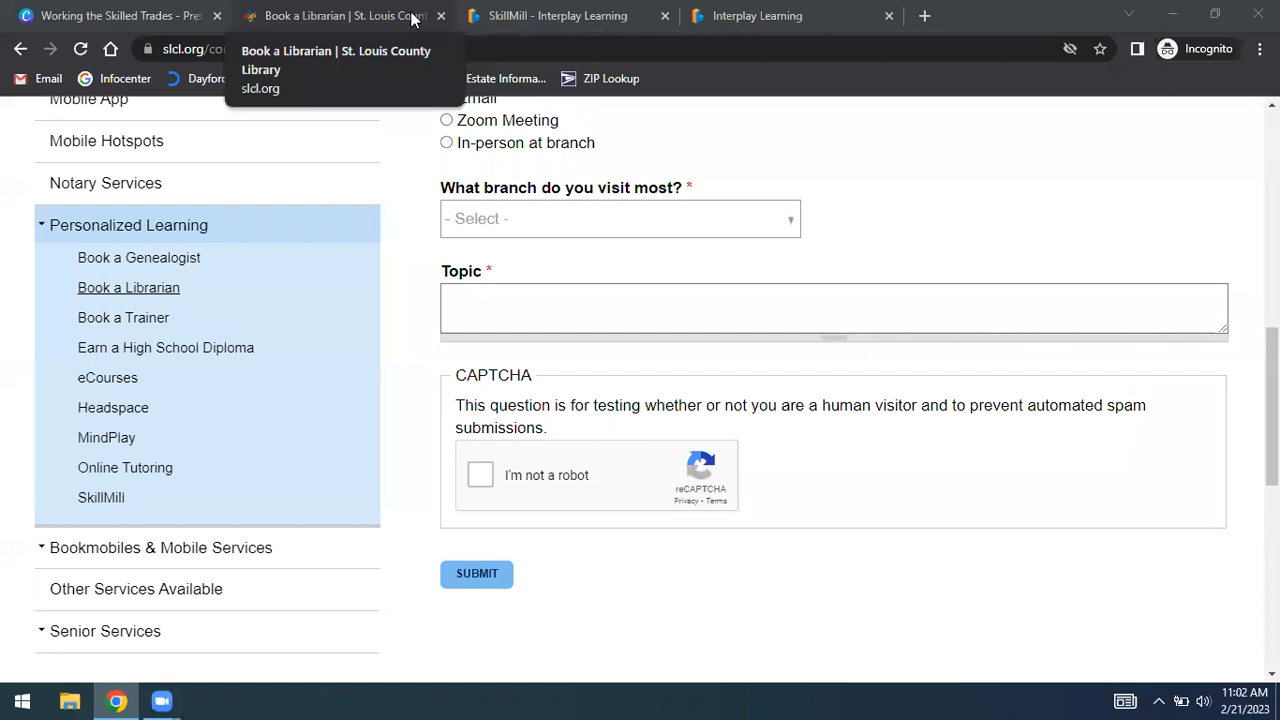 Working the Skilled Trades - Pre
Book a Librarian | St. Louis Count
SkillMill - Interplay Learning
Interplay Learning
slcl.org/co
Incognito
Book a Librarian | St. Louis County
Library
slcl.org
Email
Infocenter
Dayfor
Estate Informa...
ZIP Lookup
Mobile App
Mobile Hotspots
Notary Services
Personalized Learning
Book a Genealogist
Book a Librarian
Book a Trainer
Earn a High School Diploma
eCourses
Headspace
MindPlay
Online Tutoring
SkillMill
Bookmobiles & Mobile Services
Other Services Available
Senior Services
Email
Zoom Meeting
In-person at branch
What branch do you visit most? *
- Select -
Topic *
CAPTCHA
This question is for testing whether or not you are a human visitor and to prevent automated spam
submissions.
I'm not a robot
reCAPTCHA
Privacy - Terms
SUBMIT
11:02 AM
2/21/2023